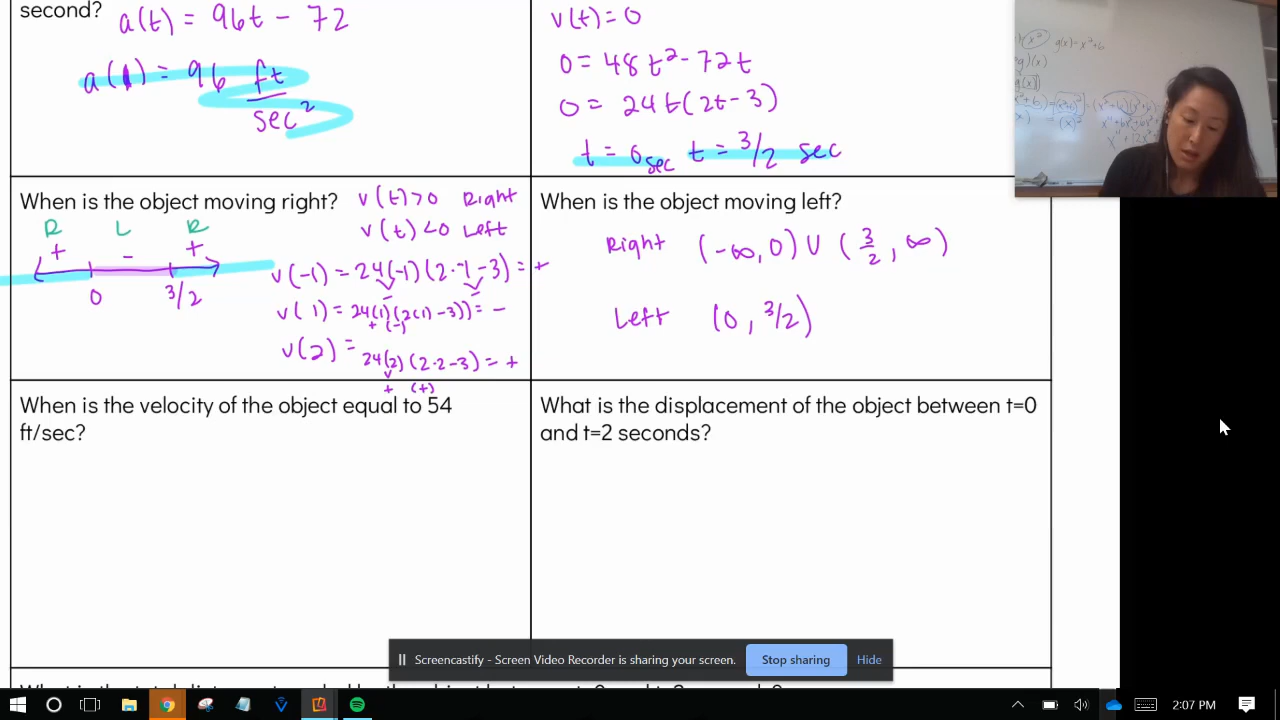 second? a(t) = 96t - 72
a(1) = 96 ft/sec²
v(t) = 0
0 = 48t² - 72t
0 = 24t(2t - 3)
t = 0 sec t = 3/2 sec
When is the object moving right? v(t) > 0 Right
v(t) < 0 Left
R L R
+ - +
0 3/2
v(-1) = 24(-1)(2·-1-3) = +
- -
v(1) = 24(1)(2(1)-3)) = -
+ (-)
v(2) = 24(2)(2·2-3) = +
+ (+)
When is the object moving left?
Right (-∞, 0) ∪ (3/2, ∞)
Left (0, 3/2)
When is the velocity of the object equal to 54
ft/sec?
What is the displacement of the object between t=0
and t=2 seconds?
Screencastify - Screen Video Recorder is sharing your screen. Stop sharing Hide
2:07 PM